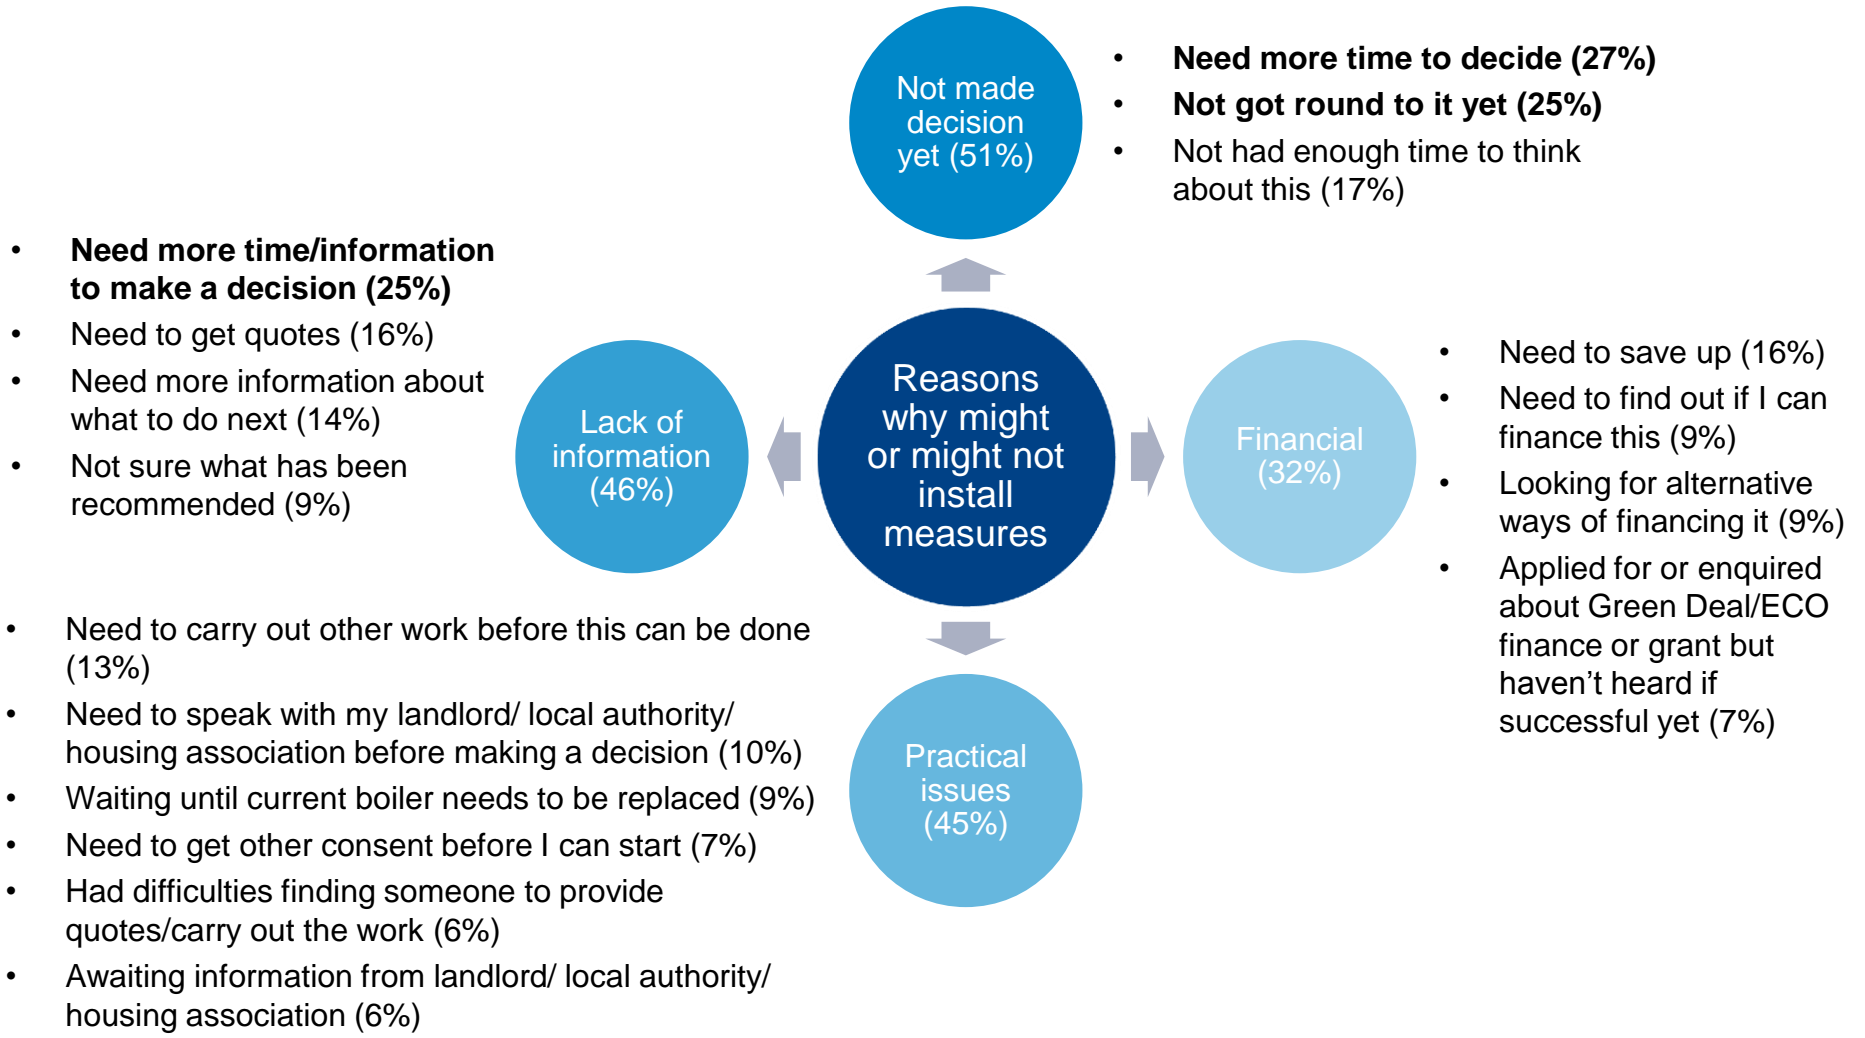 Not made
decision
yet (51%)
• Need more time to decide (27%)
• Not got round to it yet (25%)
• Not had enough time to think
about this (17%)
• Need more time/information
to make a decision (25%)
• Need to get quotes (16%)
• Need more information about
what to do next (14%)
• Not sure what has been
recommended (9%)
Lack of
information
(46%)
Reasons
why might
or might not
install
measures
Financial
(32%)
• Need to save up (16%)
• Need to find out if I can
finance this (9%)
• Looking for alternative
ways of financing it (9%)
• Applied for or enquired
about Green Deal/ECO
finance or grant but
haven’t heard if
successful yet (7%)
• Need to carry out other work before this can be done
(13%)
• Need to speak with my landlord/ local authority/
housing association before making a decision (10%)
• Waiting until current boiler needs to be replaced (9%)
• Need to get other consent before I can start (7%)
• Had difficulties finding someone to provide
quotes/carry out the work (6%)
• Awaiting information from landlord/ local authority/
housing association (6%)
Practical
issues
(45%)